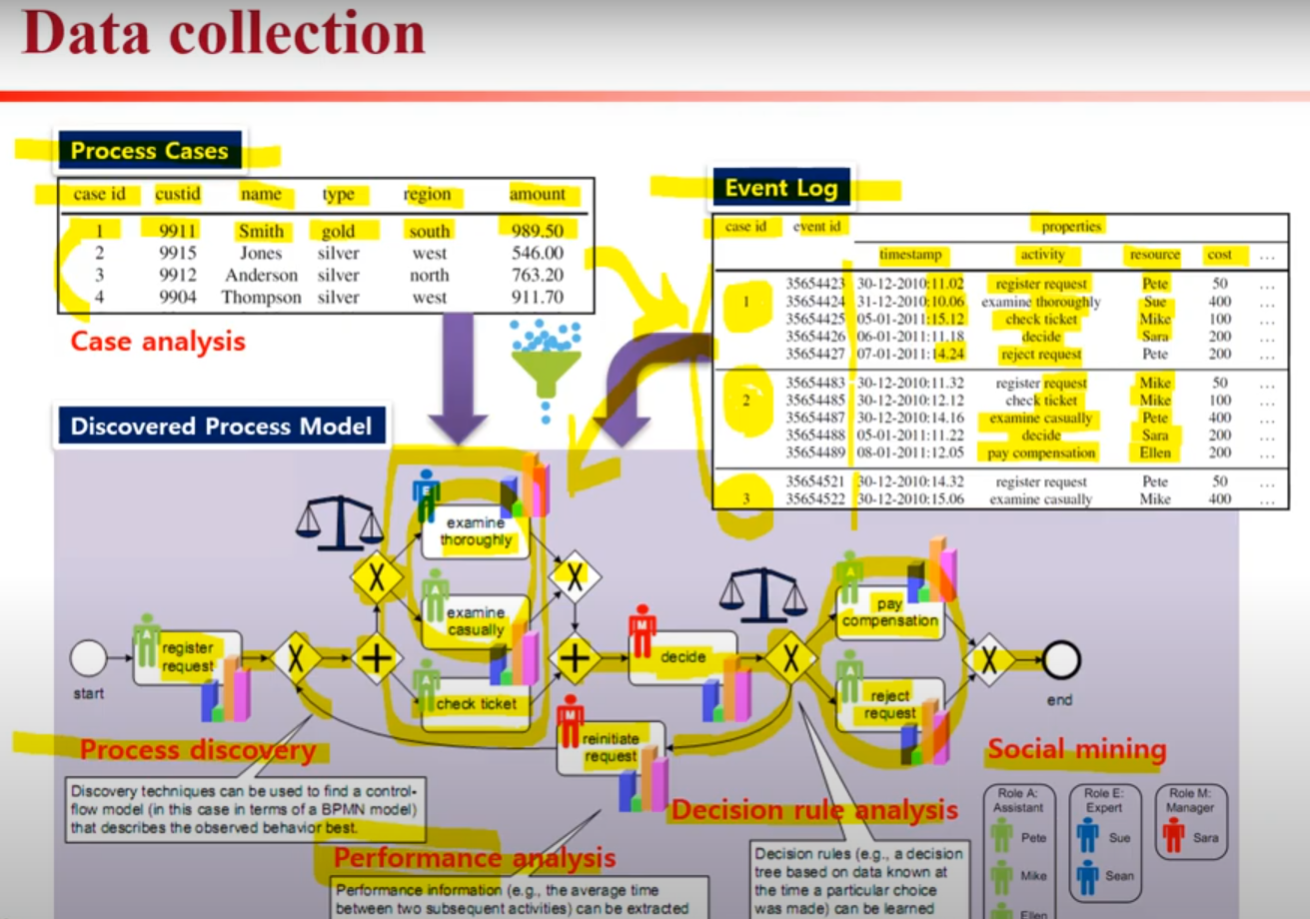 Data collection
Process Cases
case id custid name type region amount
1 9911 Smith gold south 989.50
2 9915 Jones silver west 546.00
3 9912 Anderson silver north 763.20
4 9904 Thompson silver west 911.70
Case analysis
Event Log
case id event id properties
timestamp activity resource cost ...
1
35654423 30-12-2010:11.02 register request Pete 50 ...
35654424 31-12-2010:10.06 examine thoroughly Sue 400 ...
35654425 05-01-2011:15.12 check ticket Mike 100 ...
35654426 06-01-2011:11.18 decide Sara 200 ...
35654427 07-01-2011:14.24 reject request Pete 200 ...
2
35654483 30-12-2010:11.32 register request Mike 50 ...
35654485 30-12-2010:12.12 check ticket Mike 100 ...
35654487 30-12-2010:14.16 examine casually Pete 400 ...
35654488 05-01-2011:11.22 decide Sara 200 ...
35654489 08-01-2011:12.05 pay compensation Ellen 200 ...
3
35654521 30-12-2010:14.32 register request Pete 50 ...
35654522 30-12-2010:15.06 examine casually Mike 400 ...
Discovered Process Model
start
A
register
request
X
+
X
E
examine
thoroughly
A
examine
casually
A
check ticket
X
+
M
decide
M
reinitiate
request
X
A
pay
compensation
A
reject
request
X
end
Process discovery
Discovery techniques can be used to find a control-
flow model (in this case in terms of a BPMN model)
that describes the observed behavior best.
Performance analysis
Performance information (e.g., the average time
between two subsequent activities) can be extracted
Decision rule analysis
Decision rules (e.g., a decision
tree based on data known at
the time a particular choice
was made) can be learned
Social mining
Role A:
Assistant
Pete
Mike
Ellen
Role E:
Expert
Sue
Sean
Role M:
Manager
Sara